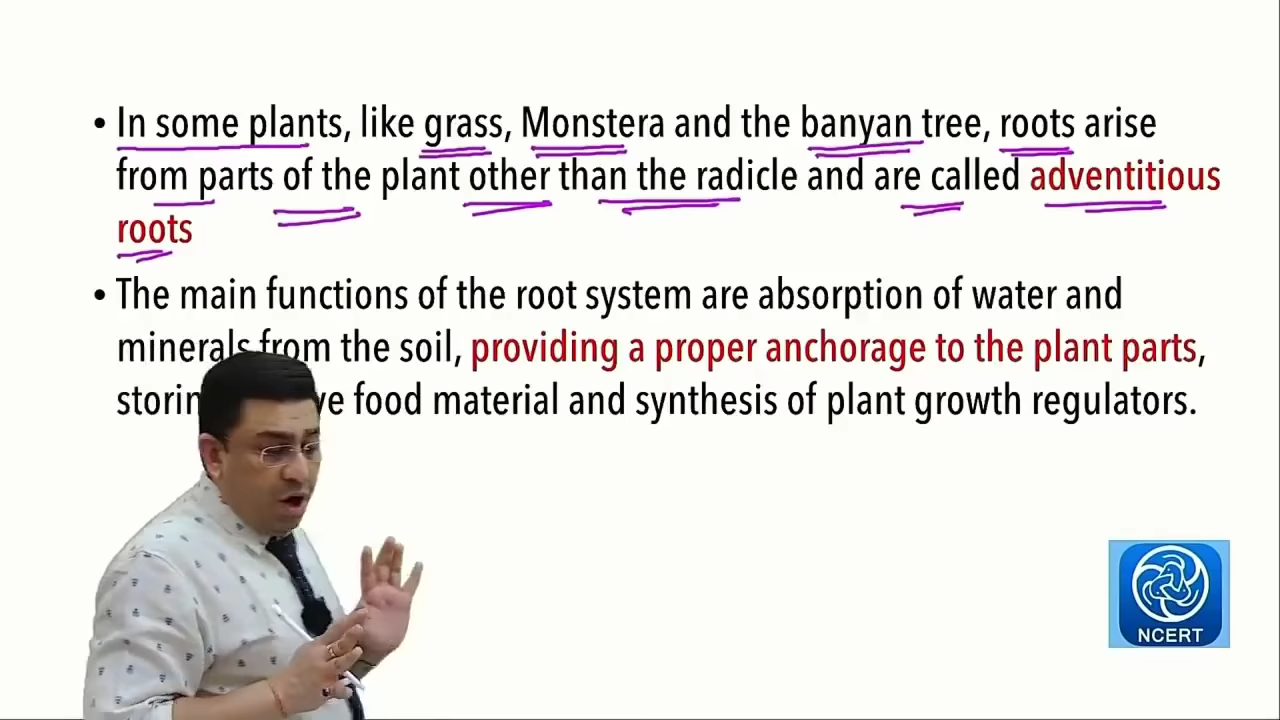 • In some plants, like grass, Monstera and the banyan tree, roots arise
from parts of the plant other than the radicle and are called adventitious
roots
• The main functions of the root system are absorption of water and
minerals from the soil, providing a proper anchorage to the plant parts,
food material and synthesis of plant growth regulators.
NCERT